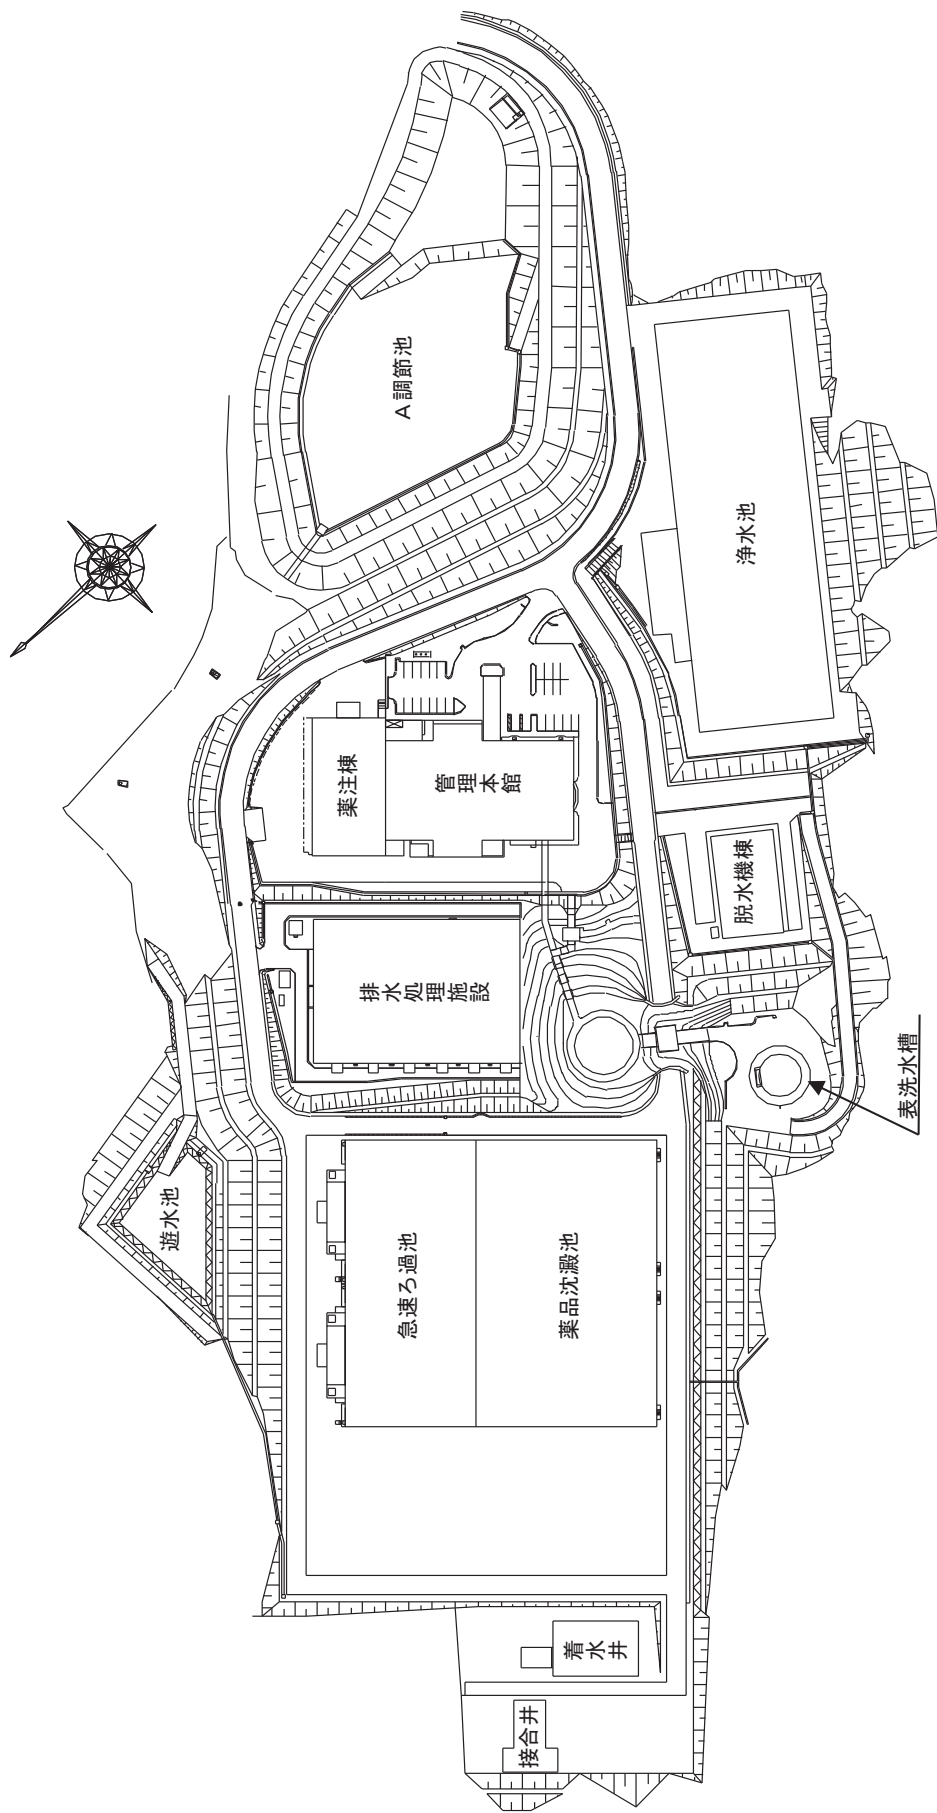 A調節池
浄水池
薬注棟
管理本館
脱水機棟
排水処理施設
表洗水槽
遊水池
急速ろ過池
薬品沈澱池
着水井
接合井